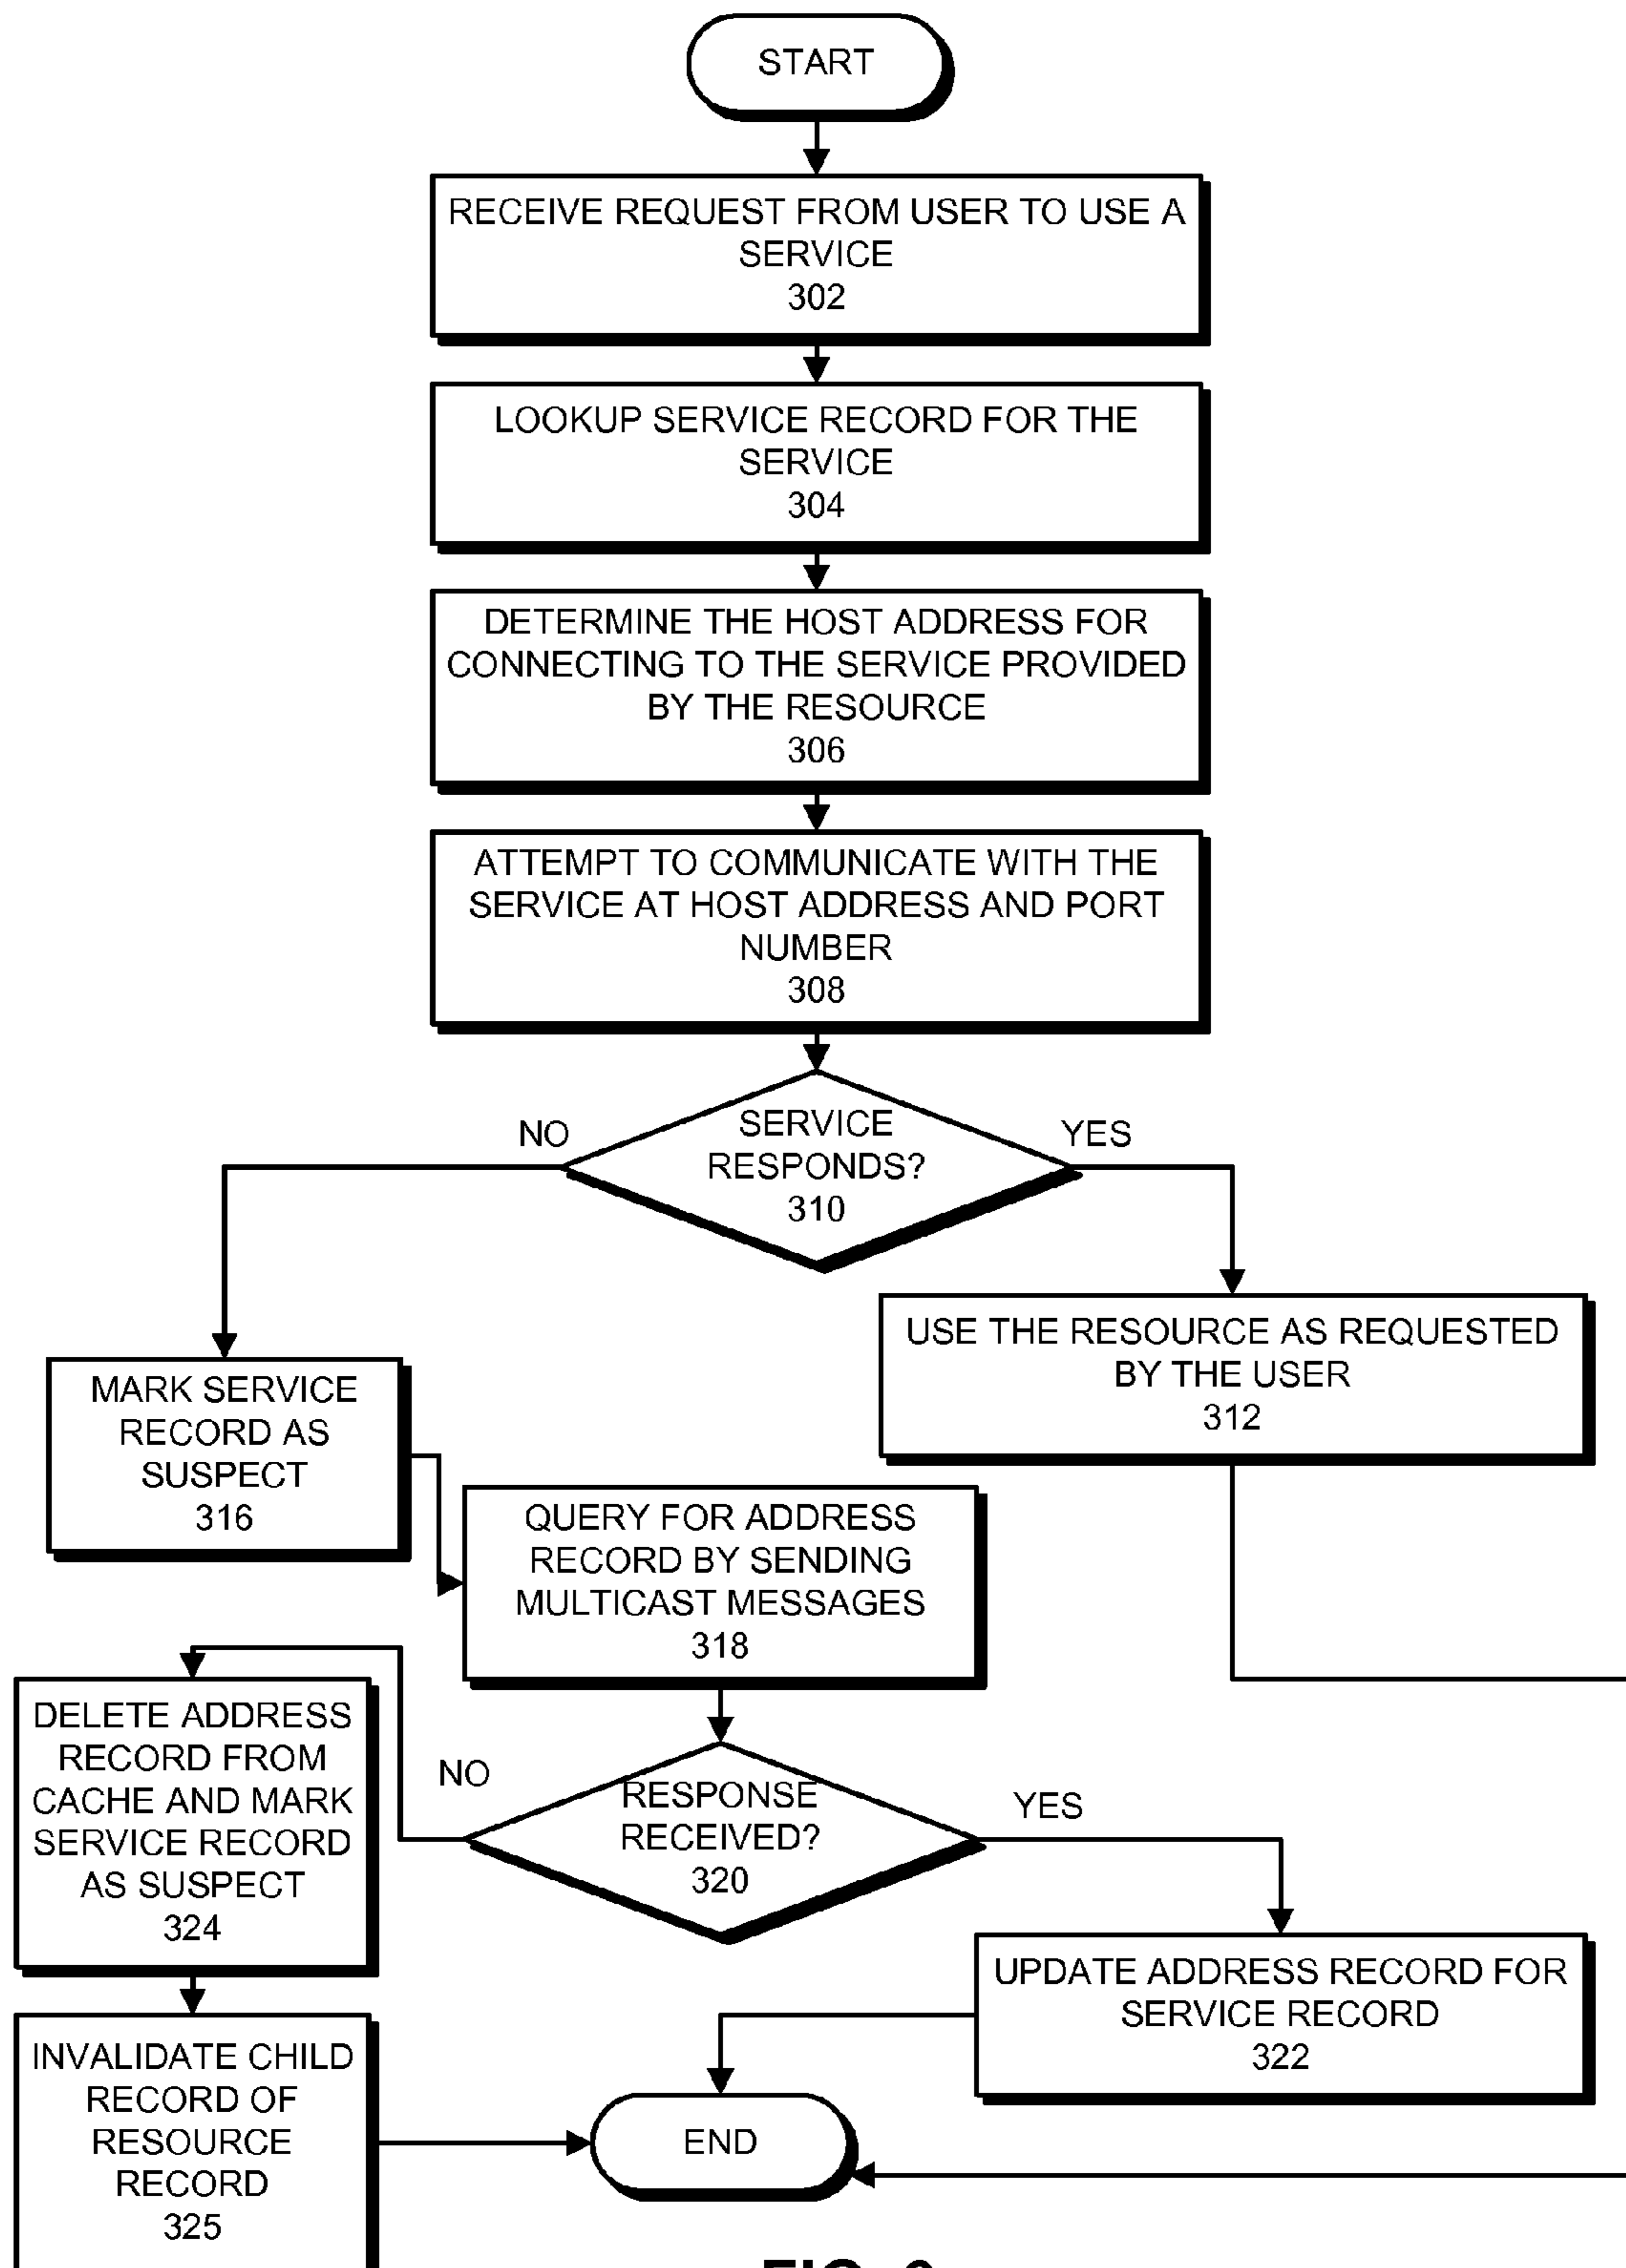 START
RECEIVE REQUEST FROM USER TO USE A
SERVICE
302
LOOKUP SERVICE RECORD FOR THE
SERVICE
304
DETERMINE THE HOST ADDRESS FOR
CONNECTING TO THE SERVICE PROVIDED
BY THE RESOURCE
306
ATTEMPT TO COMMUNICATE WITH THE
SERVICE AT HOST ADDRESS AND PORT
NUMBER
308
NO
SERVICE
RESPONDS?
310
YES
USE THE RESOURCE AS REQUESTED
BY THE USER
312
MARK SERVICE
RECORD AS
SUSPECT
316
QUERY FOR ADDRESS
RECORD BY SENDING
MULTICAST MESSAGES
318
DELETE ADDRESS
RECORD FROM
CACHE AND MARK
SERVICE RECORD
AS SUSPECT
324
NO
RESPONSE
RECEIVED?
320
YES
UPDATE ADDRESS RECORD FOR
SERVICE RECORD
322
INVALIDATE CHILD
RECORD OF
RESOURCE
RECORD
325
END